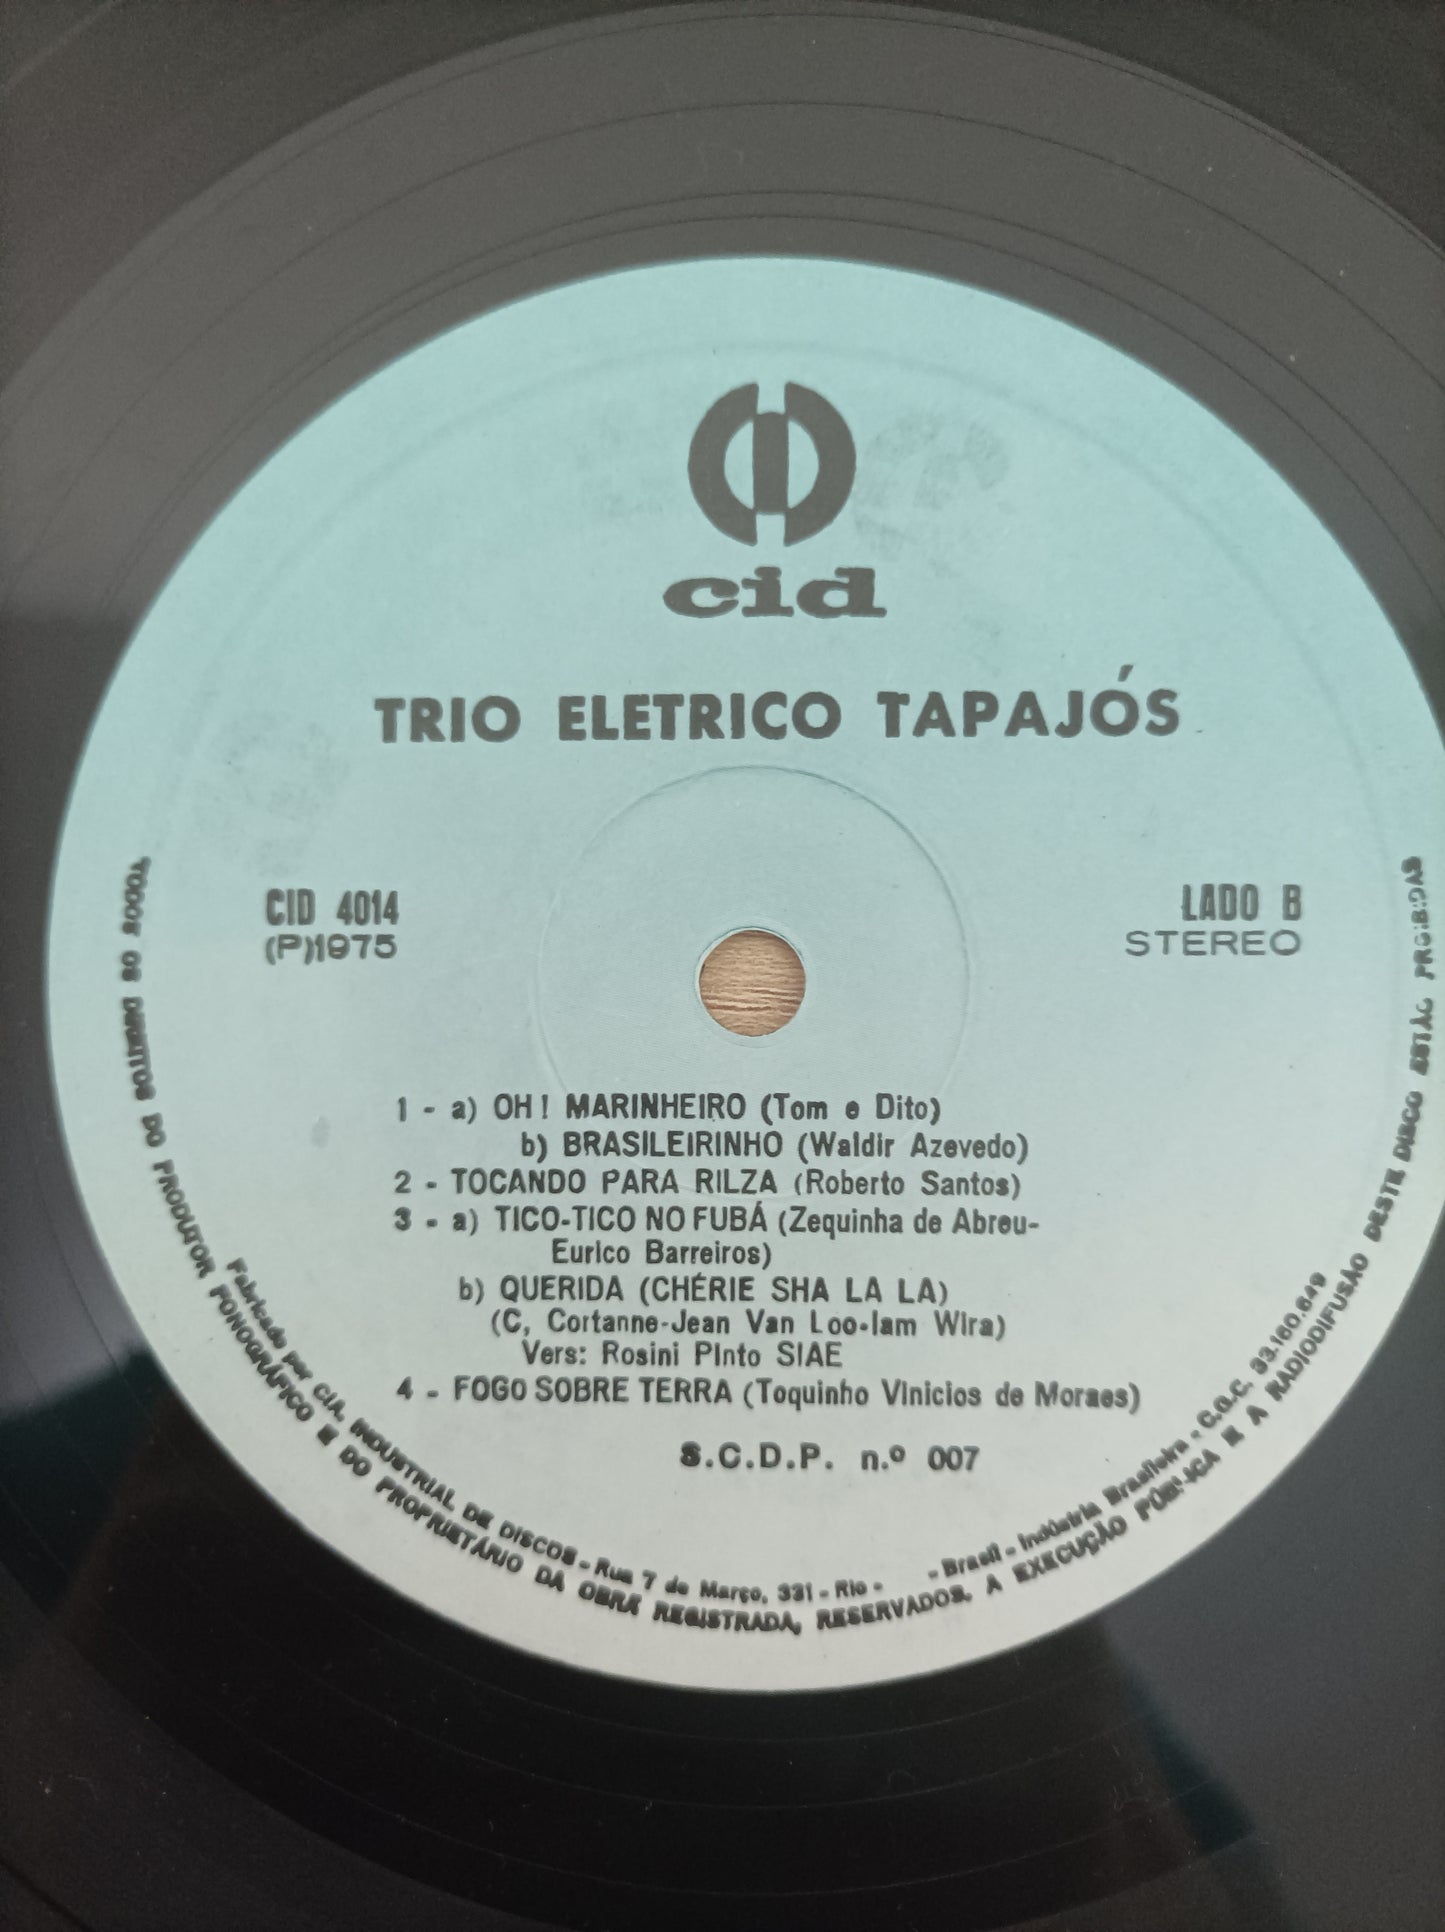 cid
TRIO ELETRICO TAPAJÓS
CID 4014
(P)1975
LADO B
STEREO
1 - a) OH! MARINHEIRO (Tom e Dito)
b) BRASILEIRINHO (Waldir Azevedo)
2 - TOCANDO PARA RILZA (Roberto Santos)
3 - a) TICO-TICO NO FUBÁ (Zequinha de Abreu-
Eurico Barreiros)
b) QUERIDA (CHÉRIE SHA LA LA)
(C, Cortanne-Jean Van Loo-Iam Wira)
Vers: Rosini Pinto SIAE
4 - FOGO SOBRE TERRA (Toquinho Vinicios de Moraes)
S.C.D.P. n.º 007
Fabricado por CIA. INDUSTRIAL DE DISCOS - Rua 7 de Março, 331 - Rio - - Brasil - Indústria Brasileira - C.G.C. 33.160.649
TODOS OS DIREITOS DO PRODUTOR FONOGRÁFICO E DO PROPRIETÁRIO DA OBRA REGISTRADA, RESERVADOS. A EXECUÇÃO PÚBLICA E A RADIODIFUSÃO DESTE DISCO ESTÃO PROIBIDAS